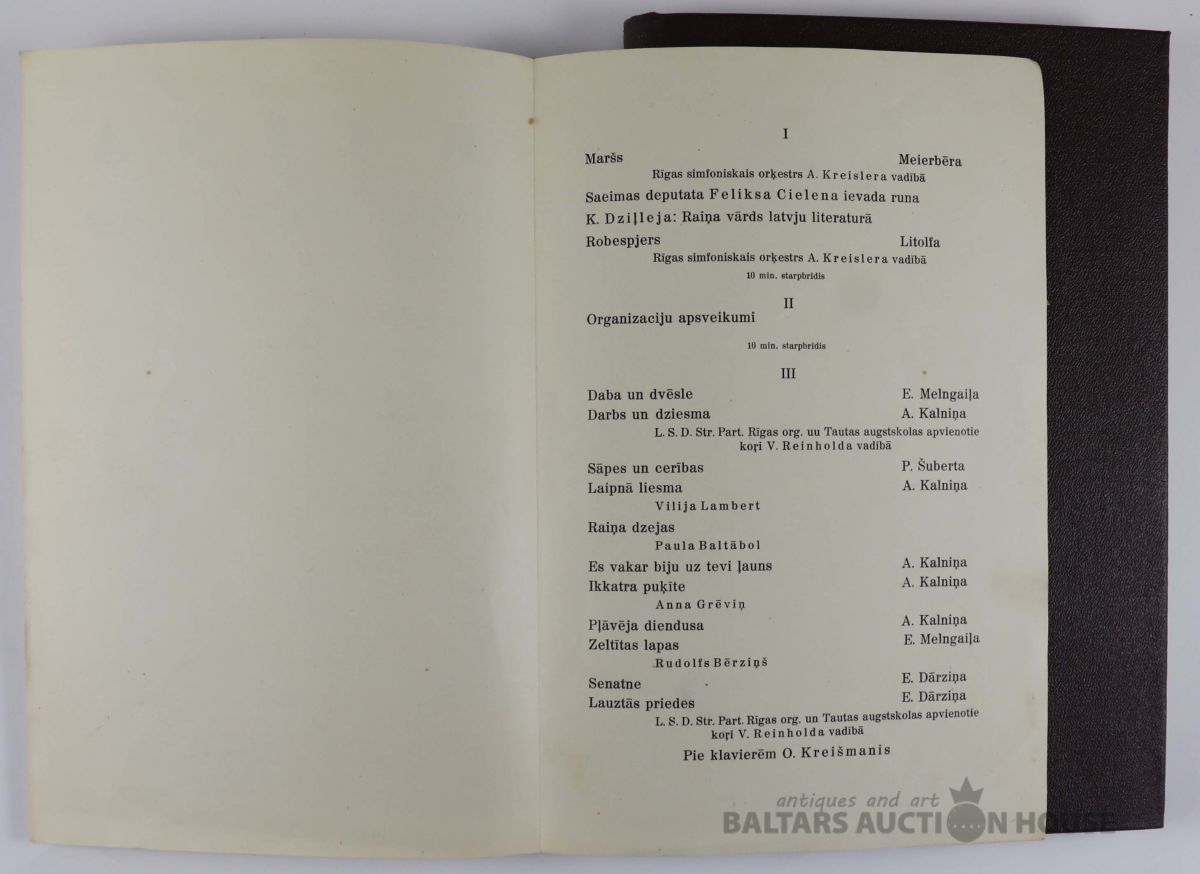 I
Maršs Meierbēra
Rīgas simfoniskais orķestrs A. Kreislera vadībā
Saeimas deputata Feliksa Cielena ievada runa
K. Dziļleja: Raiņa vārds latvju literaturā
Robespjers Litolfa
Rīgas simfoniskais orķestrs A. Kreislera vadībā
10 min. starpbridis
II
Organizaciju apsveikumi
10 min. starpbridis
III
Daba un dvēsle E. Melngaiļa
Darbs un dziesma A. Kalniņa
L. S. D. Str. Part. Rīgas org. uu Tautas augstskolas apvienotie
koŗi V. Reinholda vadībā
Sāpes un cerības P. Šuberta
Laipnā liesma A. Kalniņa
Vilija Lambert
Raiņa dzejas
Paula Baltābol
Es vakar biju uz tevi ļauns A. Kalniņa
Ikkatra puķīte A. Kalniņa
Anna Grēviņ
Pļāvēja diendusa A. Kalniņa
Zeltītas lapas E. Melngaiļa
Rudolfs Bērziņš
Senatne E. Dārziņa
Lauztās priedes E. Dārziņa
L. S. D. Str. Part. Rīgas org. un Tautas augstskolas apvienotie
koŗi V. Reinholda vadībā
Pie klavierēm O. Kreišmanis
antiques and art
BALTARS AUCTION HOUSE